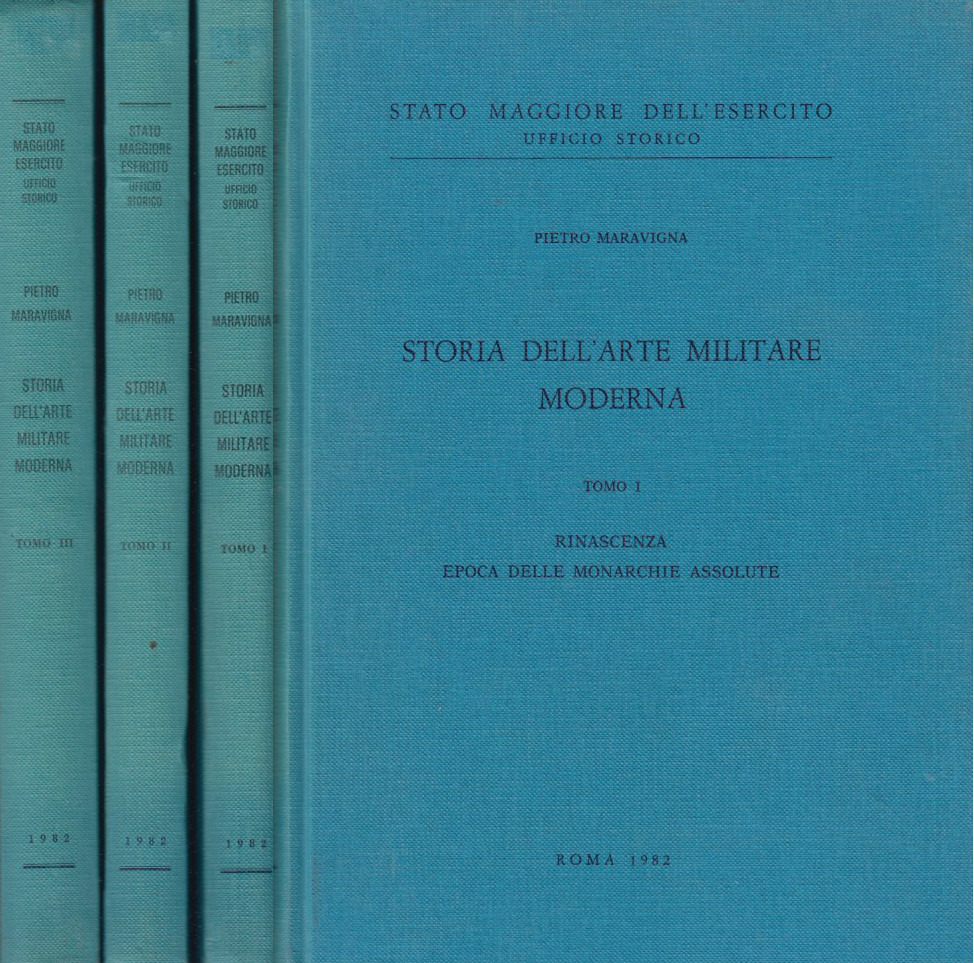 STATO
MAGGIORE
ESERCITO
UFFICIO
STORICO
PIETRO
MARAVIGNA
STORIA
DELL'ARTE
MILITARE
MODERNA
TOMO III
1982
STATO
MAGGIORE
ESERCITO
UFFICIO
STORICO
PIETRO
MARAVIGNA
STORIA
DELL'ARTE
MILITARE
MODERNA
TOMO II
1982
STATO
MAGGIORE
ESERCITO
UFFICIO
STORICO
PIETRO
MARAVIGNA
STORIA
DELL'ARTE
MILITARE
MODERNA
TOMO I
1982
STATO MAGGIORE DELL'ESERCITO
UFFICIO STORICO
PIETRO MARAVIGNA
STORIA DELL'ARTE MILITARE
MODERNA
TOMO I
RINASCENZA
EPOCA DELLE MONARCHIE ASSOLUTE
ROMA 1982